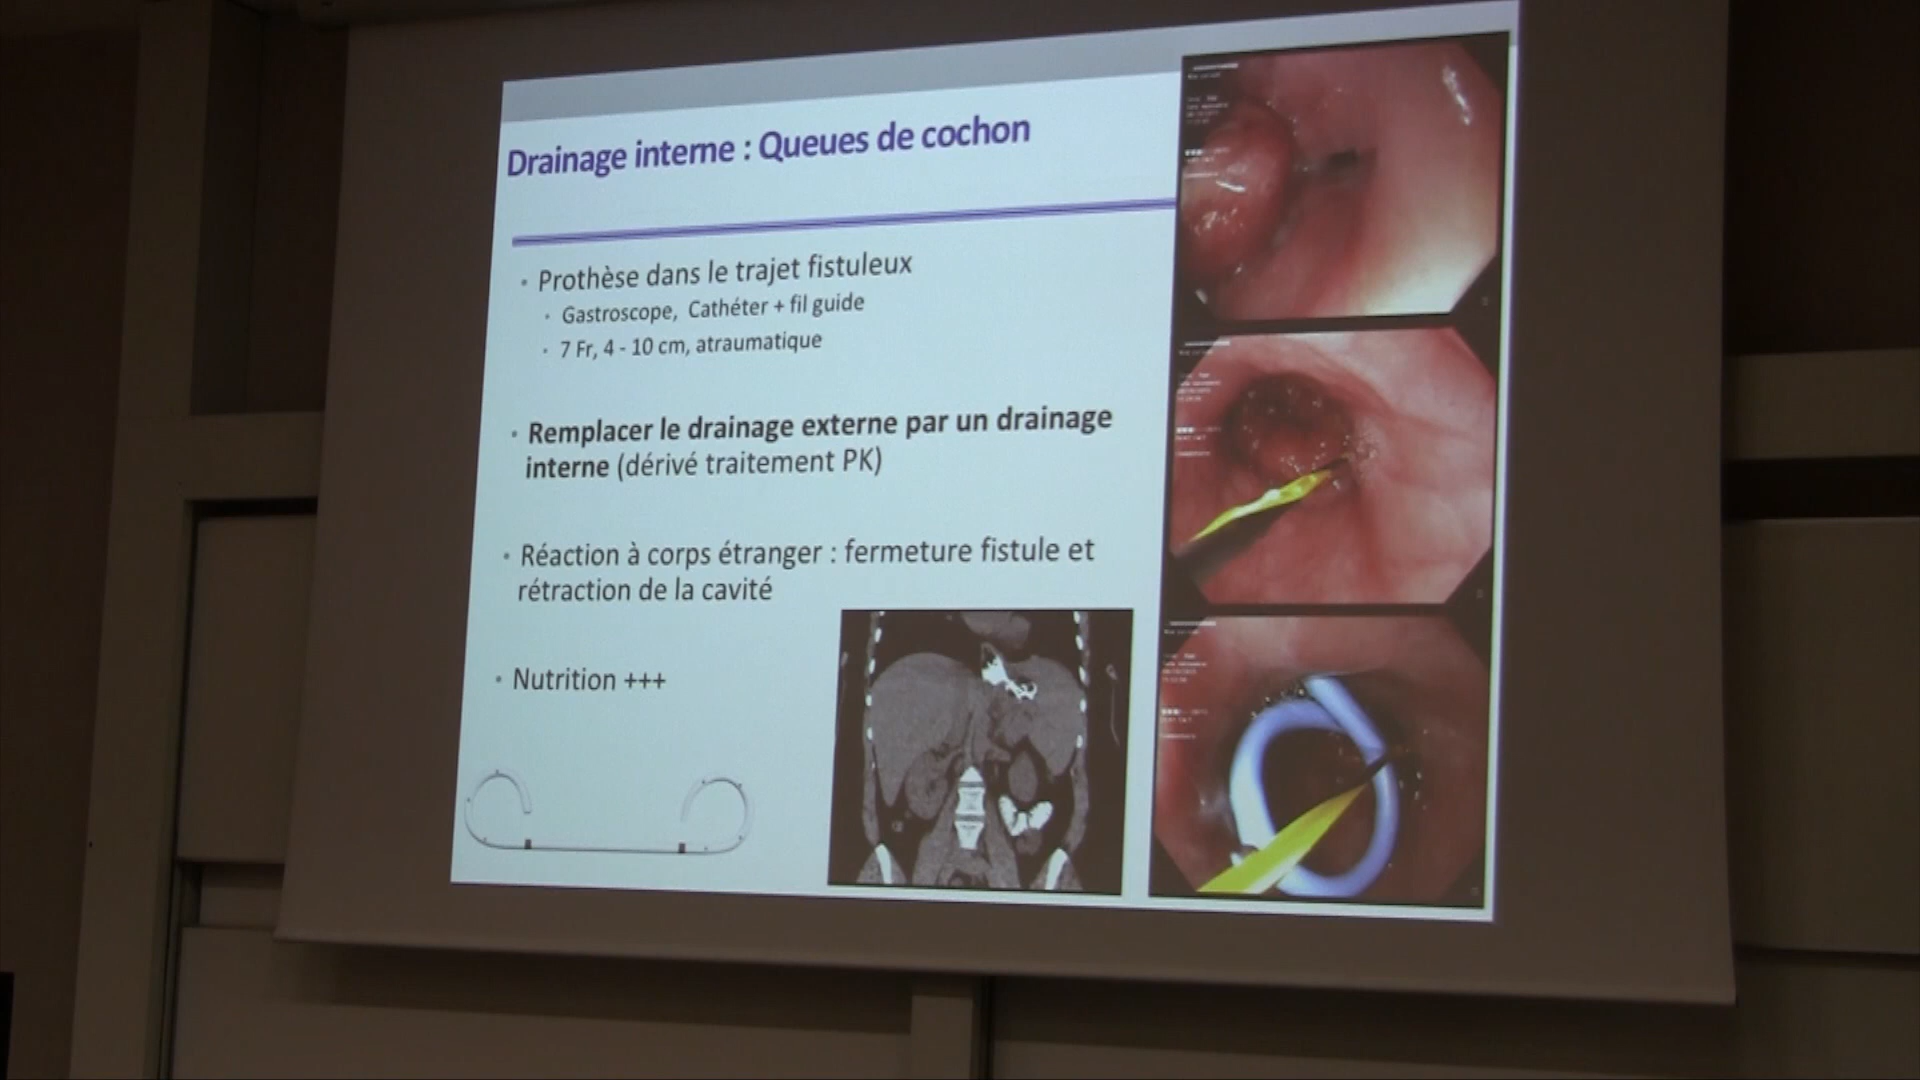 Drainage interne : Queues de cochon
• Prothèse dans le trajet fistuleux
• Gastroscope, Cathéter + fil guide
• 7 Fr, 4 - 10 cm, atraumatique
• Remplacer le drainage externe par un drainage
interne (dérivé traitement PK)
• Réaction à corps étranger : fermeture fistule et
rétraction de la cavité
• Nutrition +++